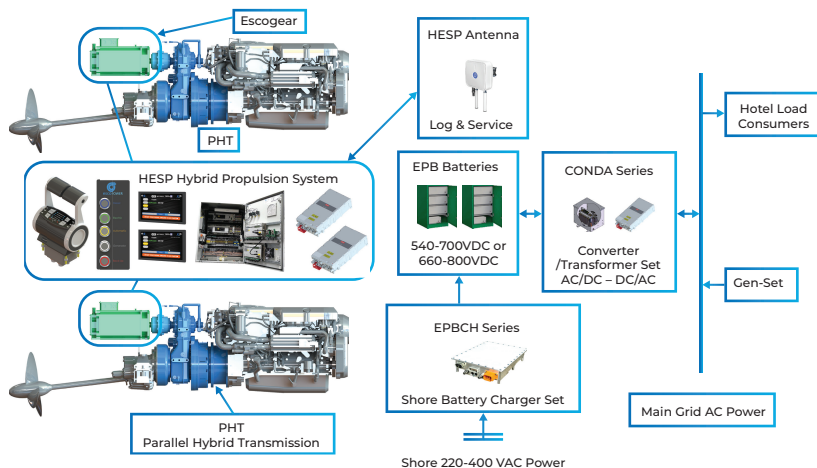 Escogear
HESP Antenna
Log & Service
Hotel Load
Consumers
PHT
HESP Hybrid Propulsion System
EPB Batteries
540-700VDC or
660-800VDC
CONDA Series
Converter
/Transformer Set
AC/DC – DC/AC
Gen-Set
EPBCH Series
Shore Battery Charger Set
Main Grid AC Power
PHT
Parallel Hybrid Transmission
Shore 220-400 VAC Power